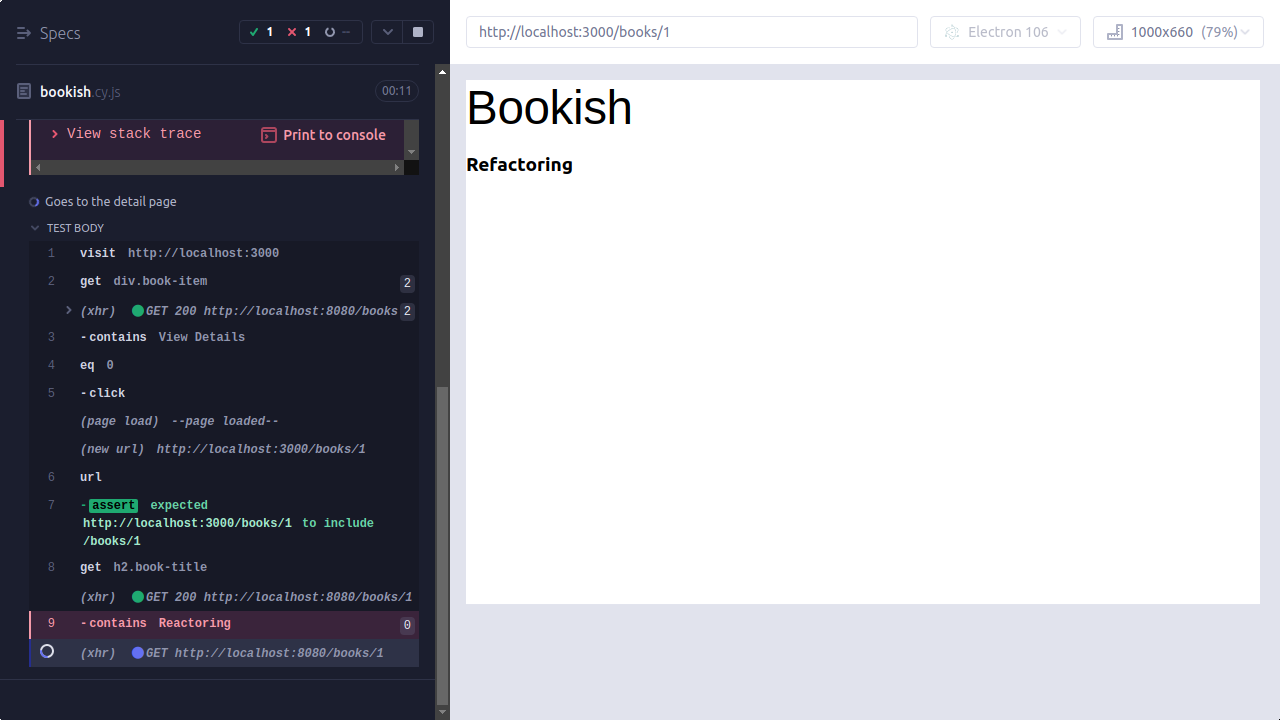 Specs
1
1
--
http://localhost:3000/books/1
Electron 106
1000x660 (79%)
bookish.cy.js
00:11
View stack trace
Print to console
Goes to the detail page
TEST BODY
1 visit http://localhost:3000
2 get div.book-item 2
(xhr) GET 200 http://localhost:8080/books 2
3 -contains View Details
4 eq 0
5 -click
(page load) --page loaded--
(new url) http://localhost:3000/books/1
6 url
7 -assert expected
http://localhost:3000/books/1 to include
/books/1
8 get h2.book-title
(xhr) GET 200 http://localhost:8080/books/1
9 -contains Reactoring 0
(xhr) GET http://localhost:8080/books/1
Bookish
Refactoring